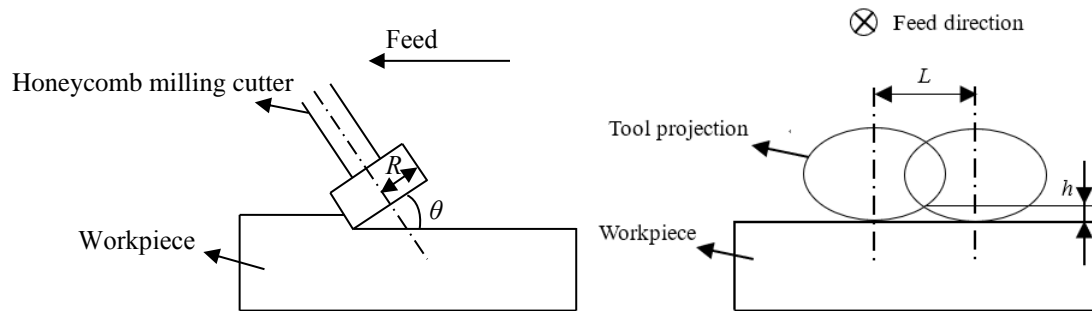 Feed
Honeycomb milling cutter
R
θ
Workpiece
Feed direction
L
Tool projection
h
Workpiece